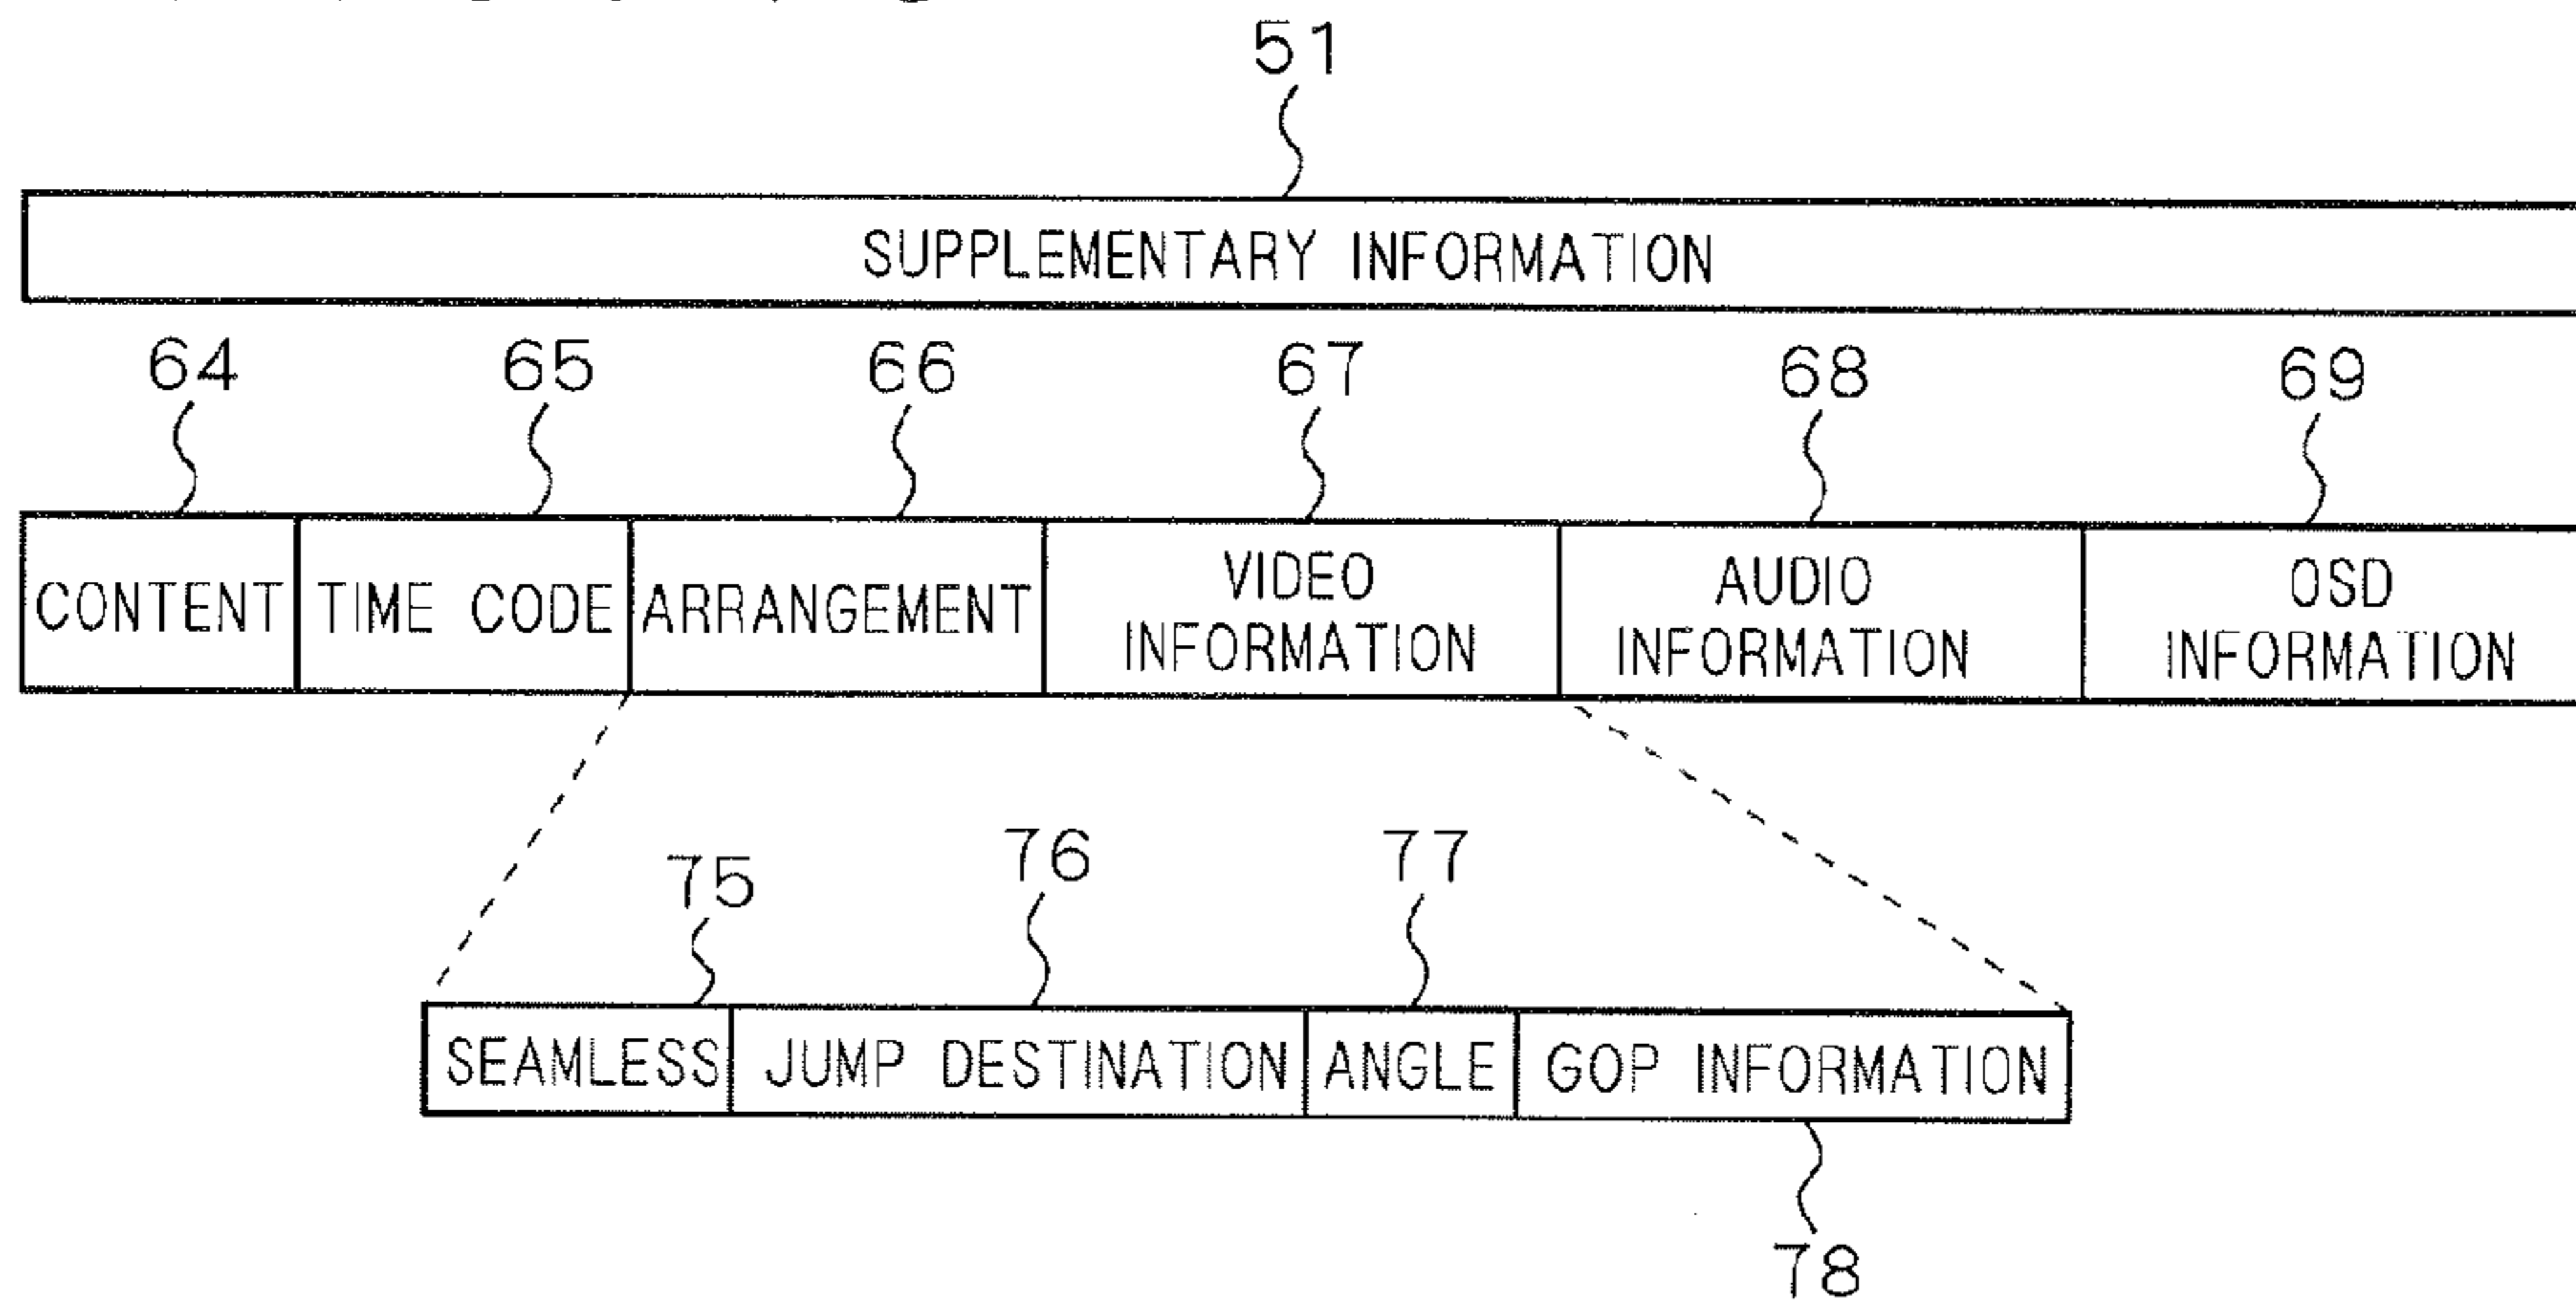 51
SUPPLEMENTARY INFORMATION
64 65 66 67 68 69
CONTENT TIME CODE ARRANGEMENT VIDEO INFORMATION AUDIO INFORMATION OSD INFORMATION
75 76 77
SEAMLESS JUMP DESTINATION ANGLE GOP INFORMATION
78